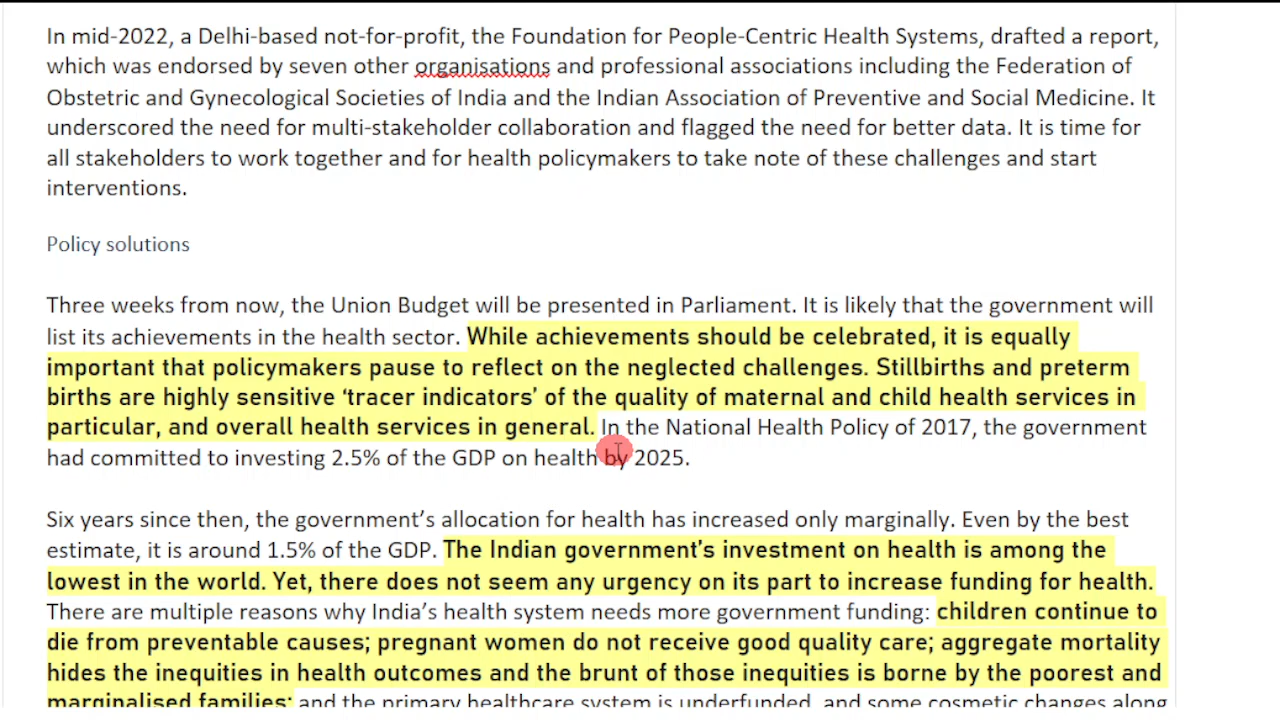 In mid-2022, a Delhi-based not-for-profit, the Foundation for People-Centric Health Systems, drafted a report,
which was endorsed by seven other organisations and professional associations including the Federation of
Obstetric and Gynecological Societies of India and the Indian Association of Preventive and Social Medicine. It
underscored the need for multi-stakeholder collaboration and flagged the need for better data. It is time for
all stakeholders to work together and for health policymakers to take note of these challenges and start
interventions.
Policy solutions
Three weeks from now, the Union Budget will be presented in Parliament. It is likely that the government will
list its achievements in the health sector. While achievements should be celebrated, it is equally
important that policymakers pause to reflect on the neglected challenges. Stillbirths and preterm
births are highly sensitive ‘tracer indicators’ of the quality of maternal and child health services in
particular, and overall health services in general. In the National Health Policy of 2017, the government
had committed to investing 2.5% of the GDP on health by 2025.
Six years since then, the government’s allocation for health has increased only marginally. Even by the best
estimate, it is around 1.5% of the GDP. The Indian government’s investment on health is among the
lowest in the world. Yet, there does not seem any urgency on its part to increase funding for health.
There are multiple reasons why India’s health system needs more government funding: children continue to
die from preventable causes; pregnant women do not receive good quality care; aggregate mortality
hides the inequities in health outcomes and the brunt of those inequities is borne by the poorest and
marginalised families; and the primary healthcare system is underfunded, and some cosmetic changes along